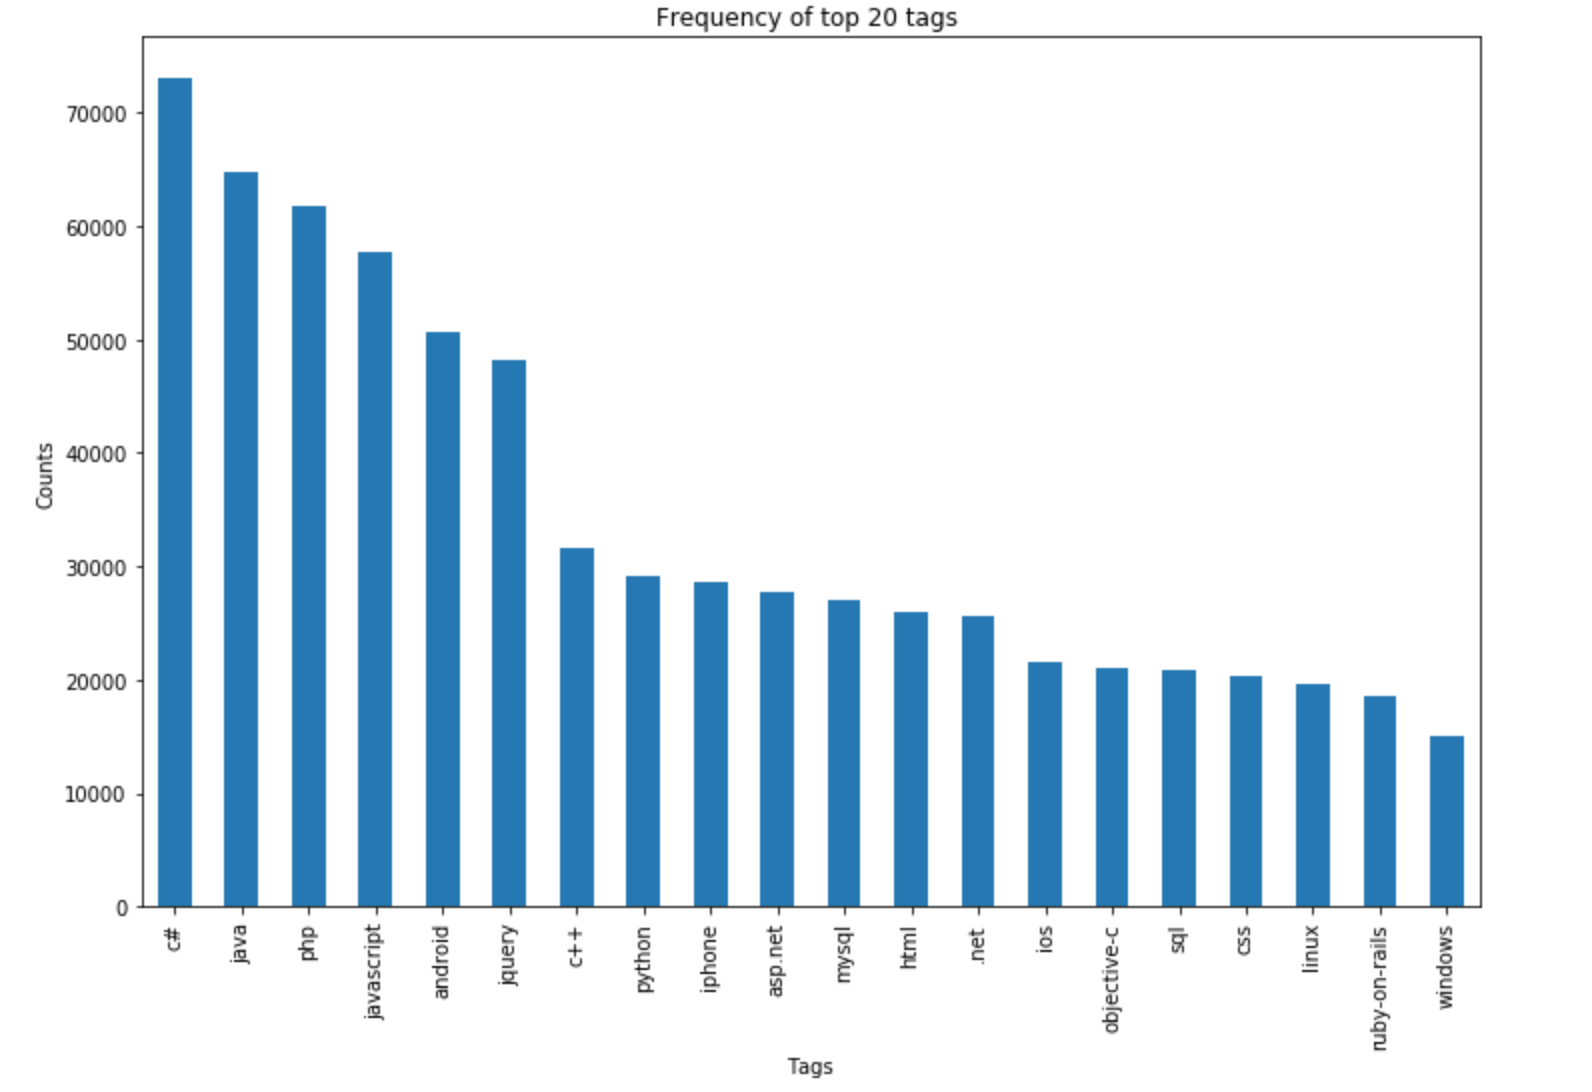 Frequency of top 20 tags
Counts
70000
60000
50000
40000
30000
20000
10000
0
c#
java
php
javascript
android
jquery
c++
python
iphone
asp.net
mysql
html
.net
ios
objective-c
sql
css
linux
ruby-on-rails
windows
Tags